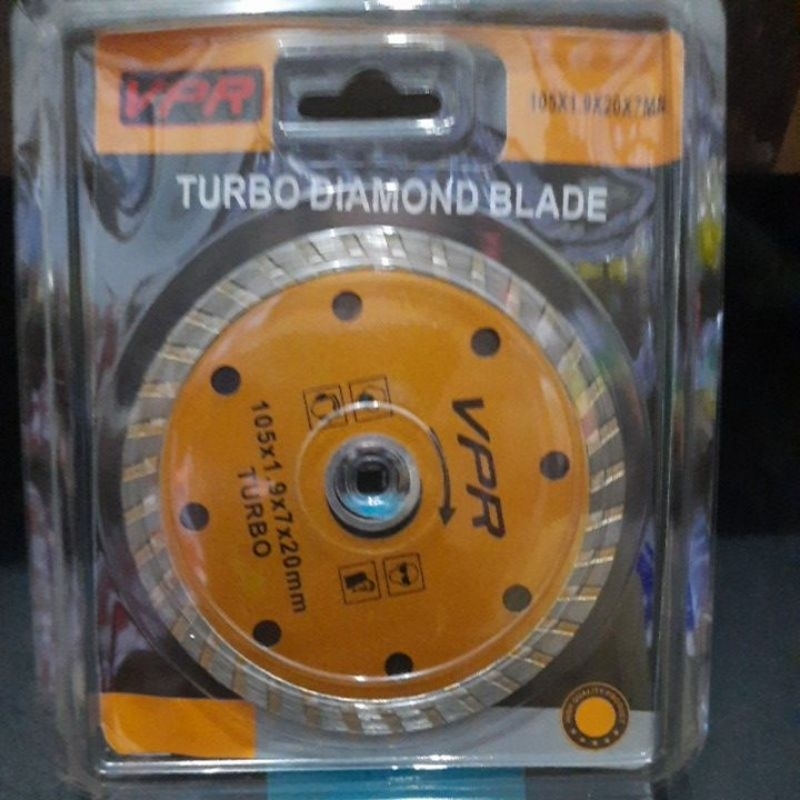 VPR
105X1.9X20X7MM
TURBO DIAMOND BLADE
VPR
105x1.9x7x20mm
TURBO